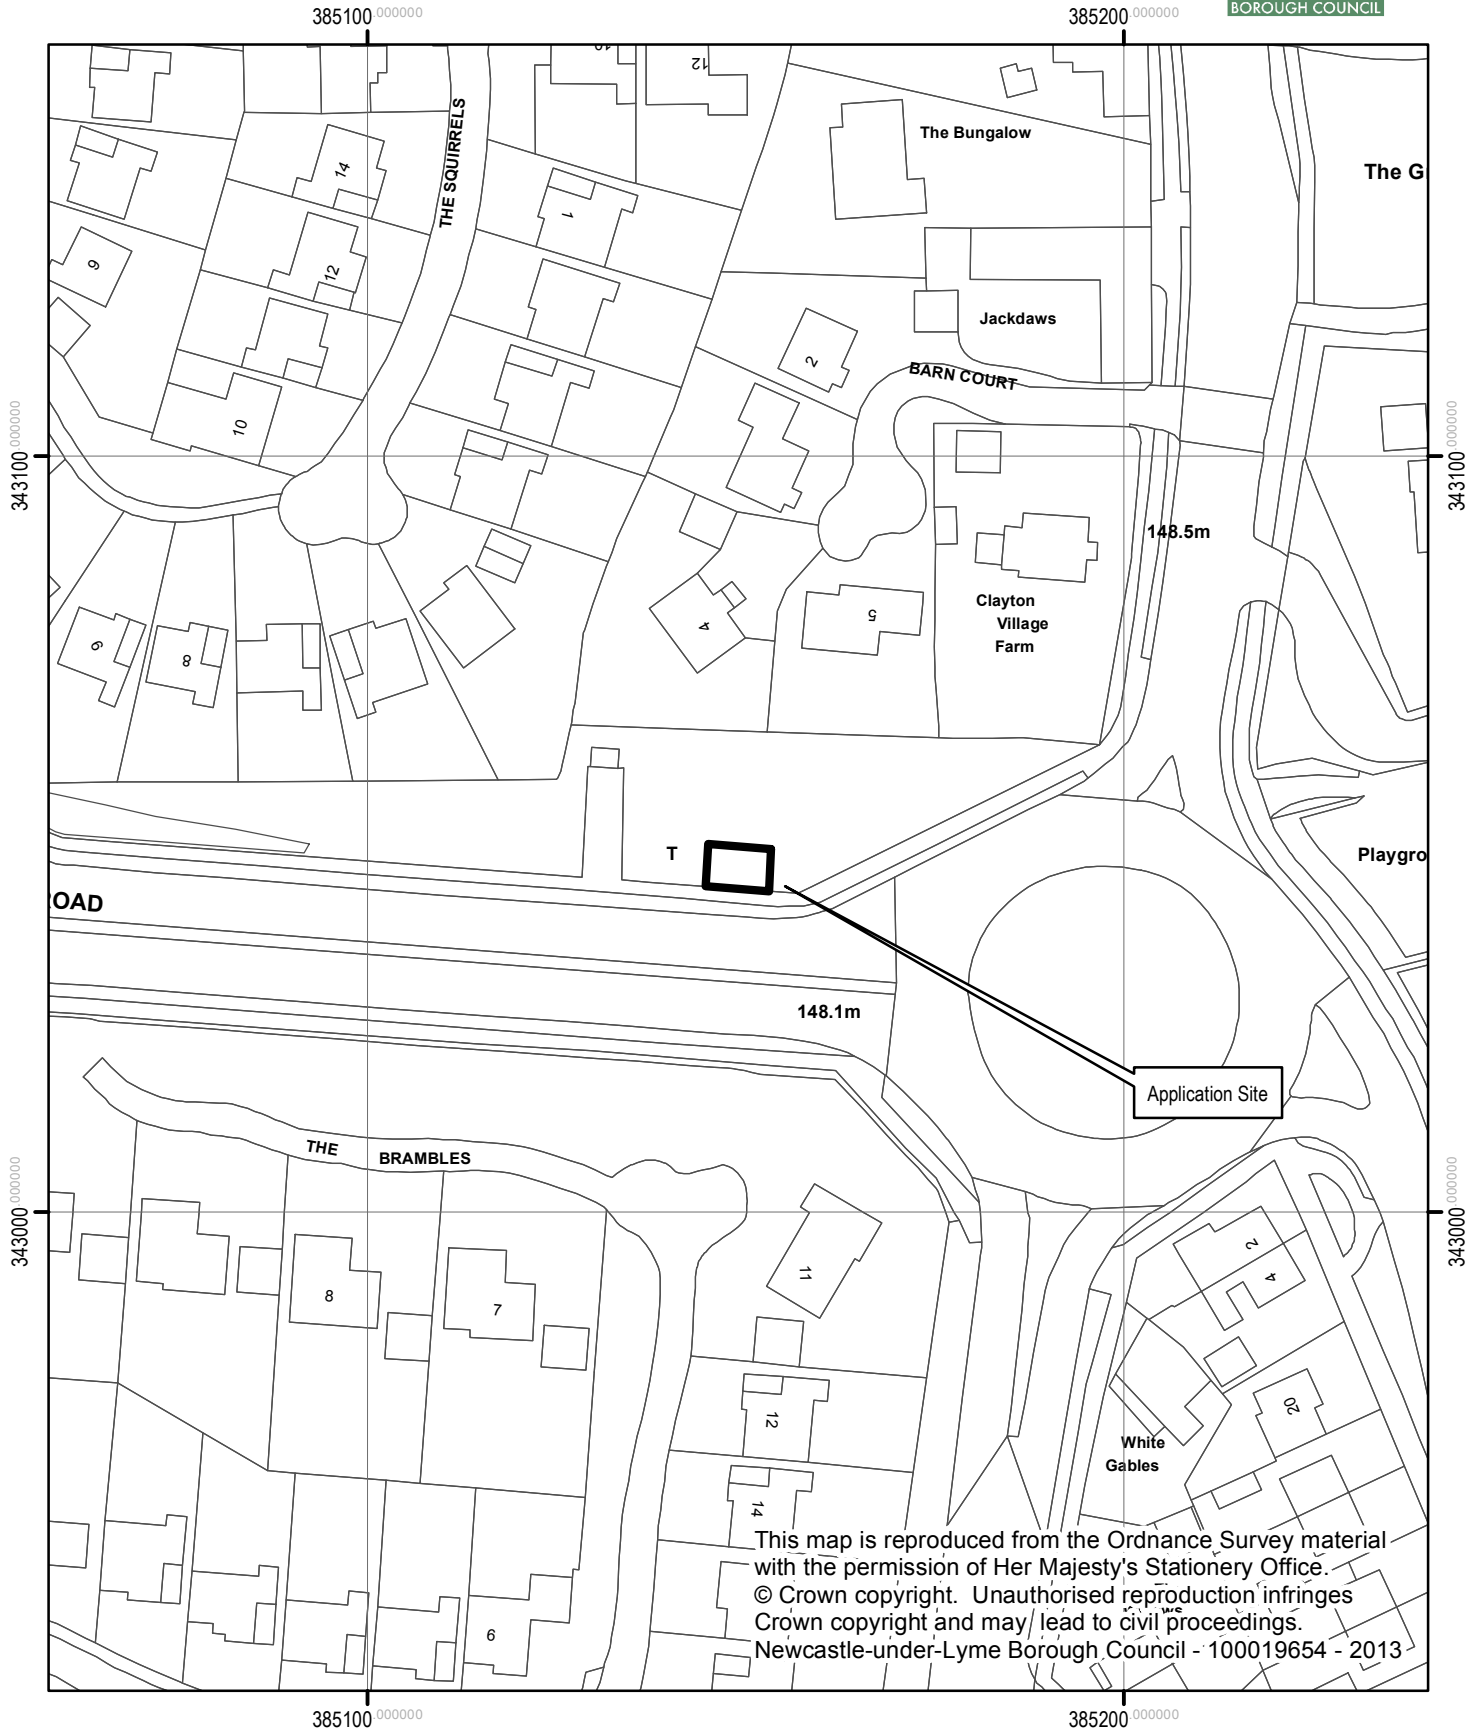 BOROUGH COUNCIL
385100.000000
385200.000000
12
The Bungalow
The G
THE SQUIRRELS
14
1
9
12
Jackdaws
2
BARN COURT
10
343100.000000
343100.000000
148.5m
Clayton
Village
Farm
5
4
6
8
T
Playgro
OAD
148.1m
Application Site
THE BRAMBLES
343000.000000
343000.000000
2
4
11
8
7
12
20
White
Gables
14
6
This map is reproduced from the Ordnance Survey material
with the permission of Her Majesty's Stationery Office.
© Crown copyright. Unauthorised reproduction infringes
Crown copyright and may lead to civil proceedings.
Newcastle-under-Lyme Borough Council - 100019654 - 2013
385100.000000
385200.000000